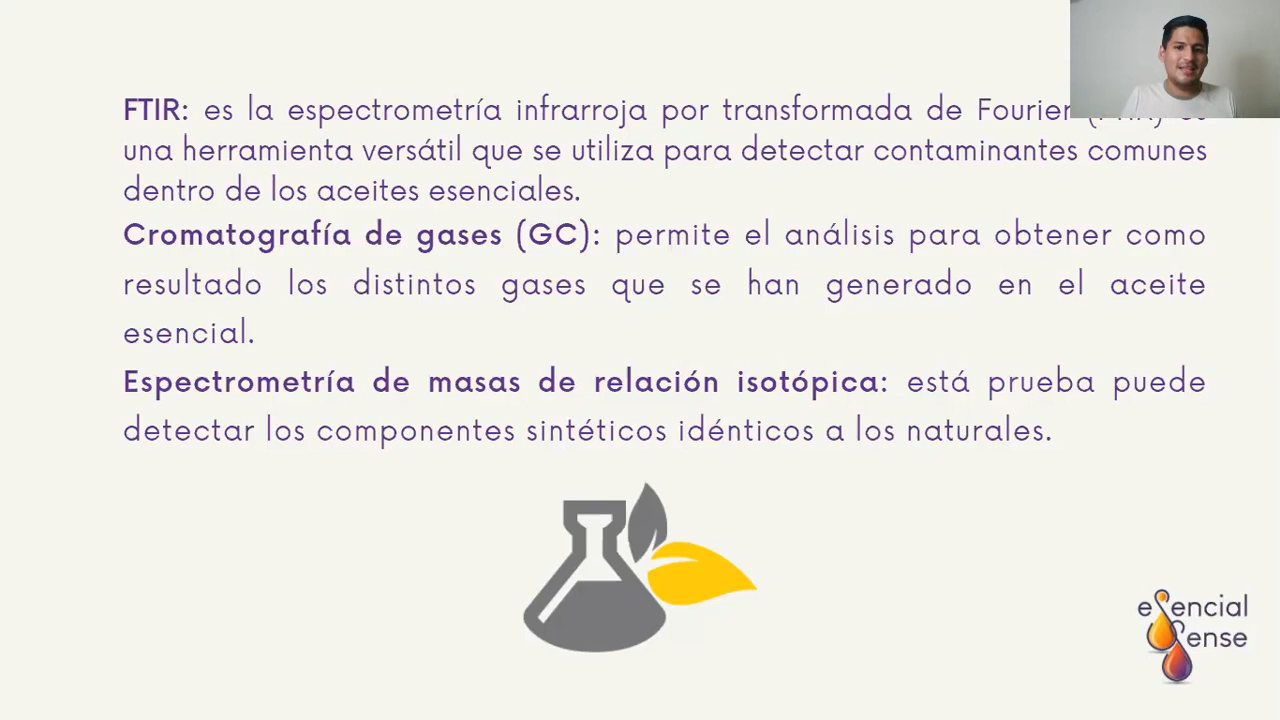 FTIR: es la espectrometría infrarroja por transformada de Fourier
una herramienta versátil que se utiliza para detectar contaminantes comunes
dentro de los aceites esenciales.
Cromatografía de gases (GC): permite el análisis para obtener como
resultado los distintos gases que se han generado en el aceite
esencial.
Espectrometría de masas de relación isotópica: está prueba puede
detectar los componentes sintéticos idénticos a los naturales.
esencial
sense